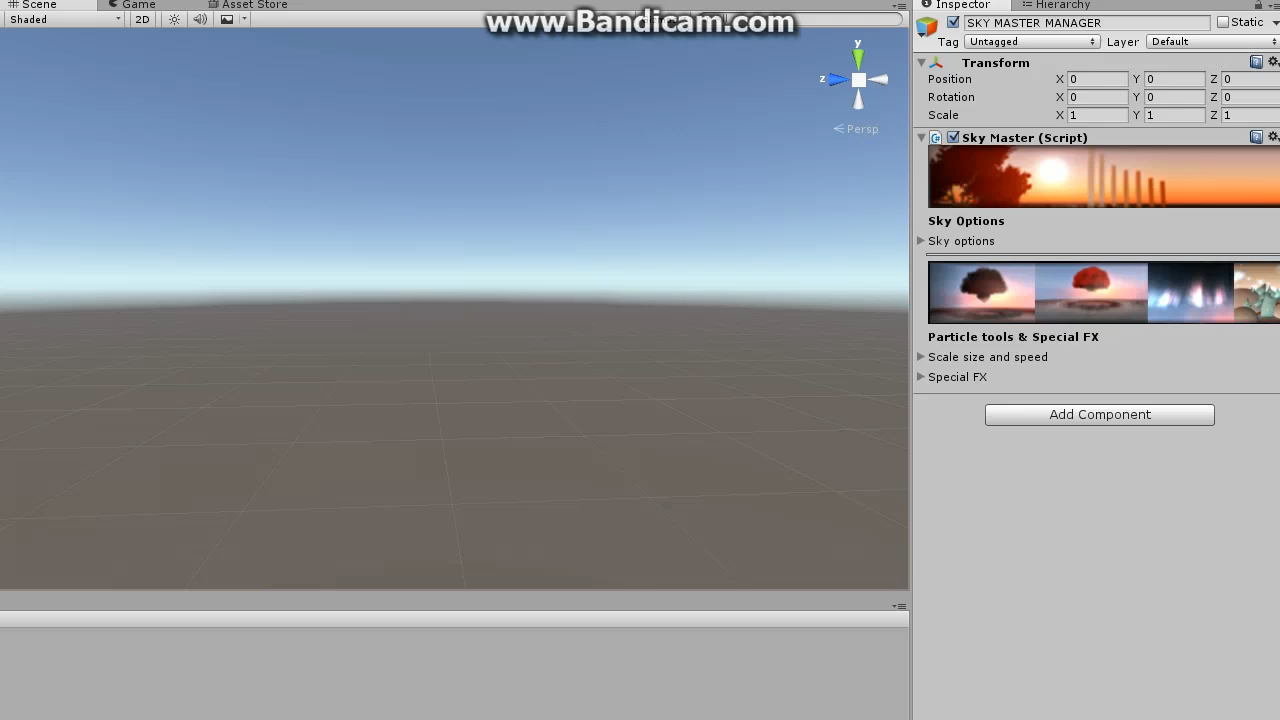 Scene Game Asset Store
Shaded 2D
www.Bandicam.com
y
z
Persp
Inspector Hierarchy
SKY MASTER MANAGER Static
Tag Untagged Layer Default
Transform
Position X 0 Y 0 Z 0
Rotation X 0 Y 0 Z 0
Scale X 1 Y 1 Z 1
Sky Master (Script)
Sky Options
Sky options
Particle tools & Special FX
Scale size and speed
Special FX
Add Component